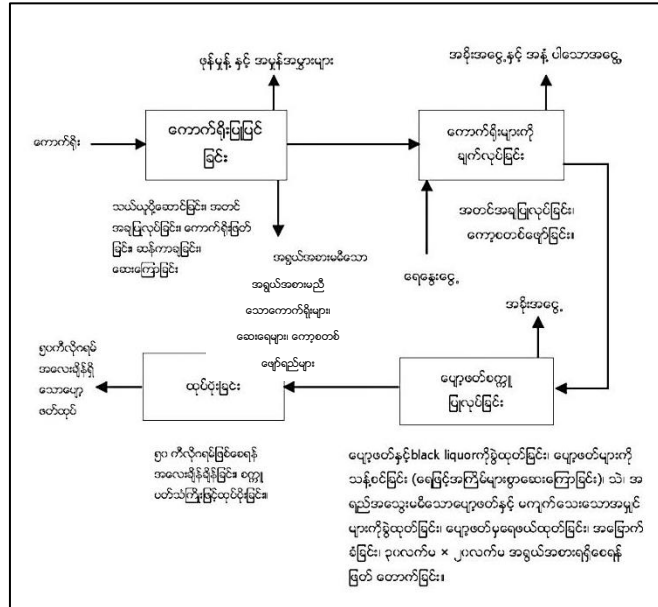 ဖုန်မှုန့် နှင့် အမှုန်အမွှားများ
အခိုးအငွေ့နှင့် အနံ့ ပါသောအငွေ့
ကောက်ရိုး
ကောက်ရိုးပြုပြင်
ခြင်း
ကောက်ရိုးများကို
ချက်လုပ်ခြင်း
သယ်ယူပို့ဆောင်ခြင်း၊ အတင်
အချပြုလုပ်ခြင်း၊ ကောက်ရိုးဖြတ်
ခြင်း၊ ဆန်ကာချခြင်း၊
ဆေးကြောခြင်း
အတင်အချပြုလုပ်ခြင်း၊
ကော့စတစ်ဖျော်ခြင်း။
အရွယ်အစားမမီသော
အရွယ်အစားမညီ
သောကောက်ရိုးများ၊
ဆေးရေများ၊ ကော့စတစ်
ဖျော်ရည်များ
ရေနွေးငွေ့
အခိုးအငွေ့
၅၀ကီလိုဂရမ်
အလေးချိန်ရှိ
သောပျော့
ဖတ်ထုပ်
ထုပ်ပိုးခြင်း
ပျော့ဖတ်စက္ကူ
ပြုလုပ်ခြင်း
၅၀ ကီလိုဂရမ်ဖြစ်စေရန်
အလေးချိန်ချိန်ခြင်း။ စက္ကူ
ပတ်သံကြိုးဖြင့်ထုပ်ပိုးခြင်း။
ပျော့ဖတ်နှင့်black liquorကိုခွဲထုတ်ခြင်း၊ ပျော့ဖတ်များကို
သန့်စင်ခြင်း (ရေဖြင့်အကြိမ်များစွာဆေးကြောခြင်း)၊ သဲ၊ အ
ရည်အသွေးမမီသောပျော့ဖတ်နှင့် မကျက်သေးသောအမျှင်
များကိုခွဲထုတ်ခြင်း၊ ပျော့ဖတ်မှရေဖယ်ထုတ်ခြင်း၊ အခြောက်
ခံခြင်း၊ ၃၀လက်မ × ၂၀လက်မ အရွယ်အစားရရှိစေရန်
ဖြတ် တောက်ခြင်း။